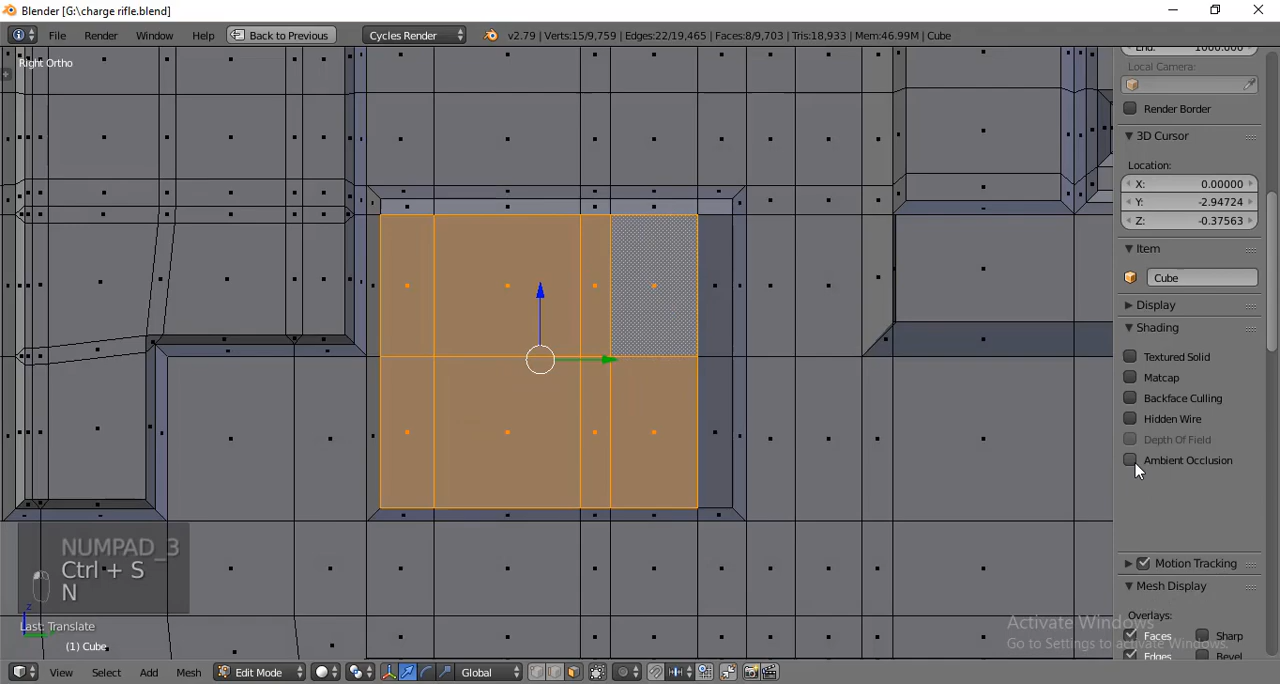 Blender [G:\charge rifle.blend]
File Render Window Help Back to Previous Cycles Render v2.79 | Verts:15/9,759 | Edges:22/19,465 | Faces:8/9,703 | Tris:18,933 | Mem:46.99M | Cube
Right Ortho
End: 1000.000
Local Camera:
Render Border
3D Cursor
Location:
X: 0.00000
Y: -2.94724
Z: -0.37563
Item
Cube
Display
Shading
Textured Solid
Matcap
Backface Culling
Hidden Wire
Depth Of Field
Ambient Occlusion
NUMPAD_3
Ctrl + S
N
Motion Tracking
Mesh Display
Overlays:
Faces Sharp
Edges Bevel
Activate Windows
Go to Settings to activate Windows.
z
Last: Translate
(1) Cube
View Select Add Mesh Edit Mode Global